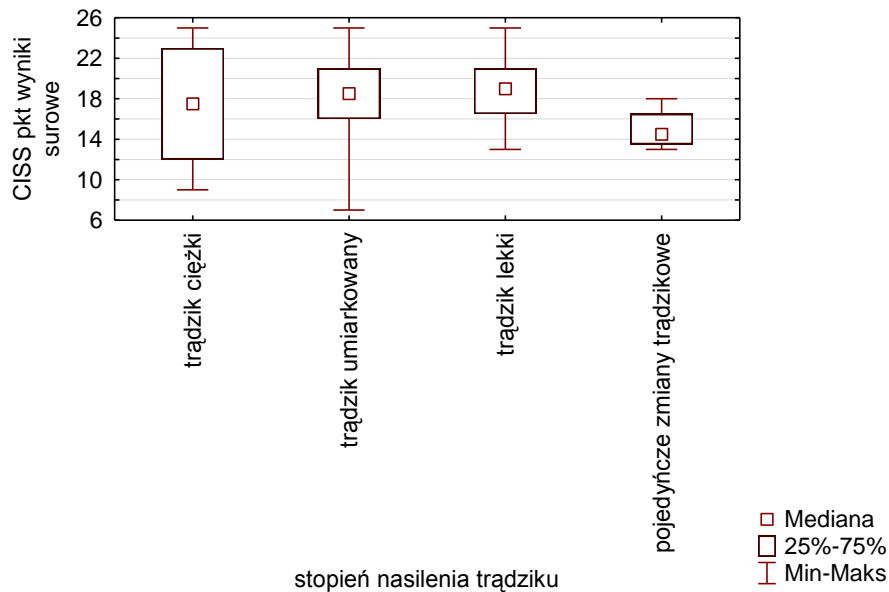 CISS pkt wyniki
surowe
26
22
18
14
10
6
trądzik ciężki
trądzik umiarkowany
trądzik lekki
pojedyńcze zmiany trądzikowe
stopień nasilenia trądziku
Mediana
25%-75%
Min-Maks